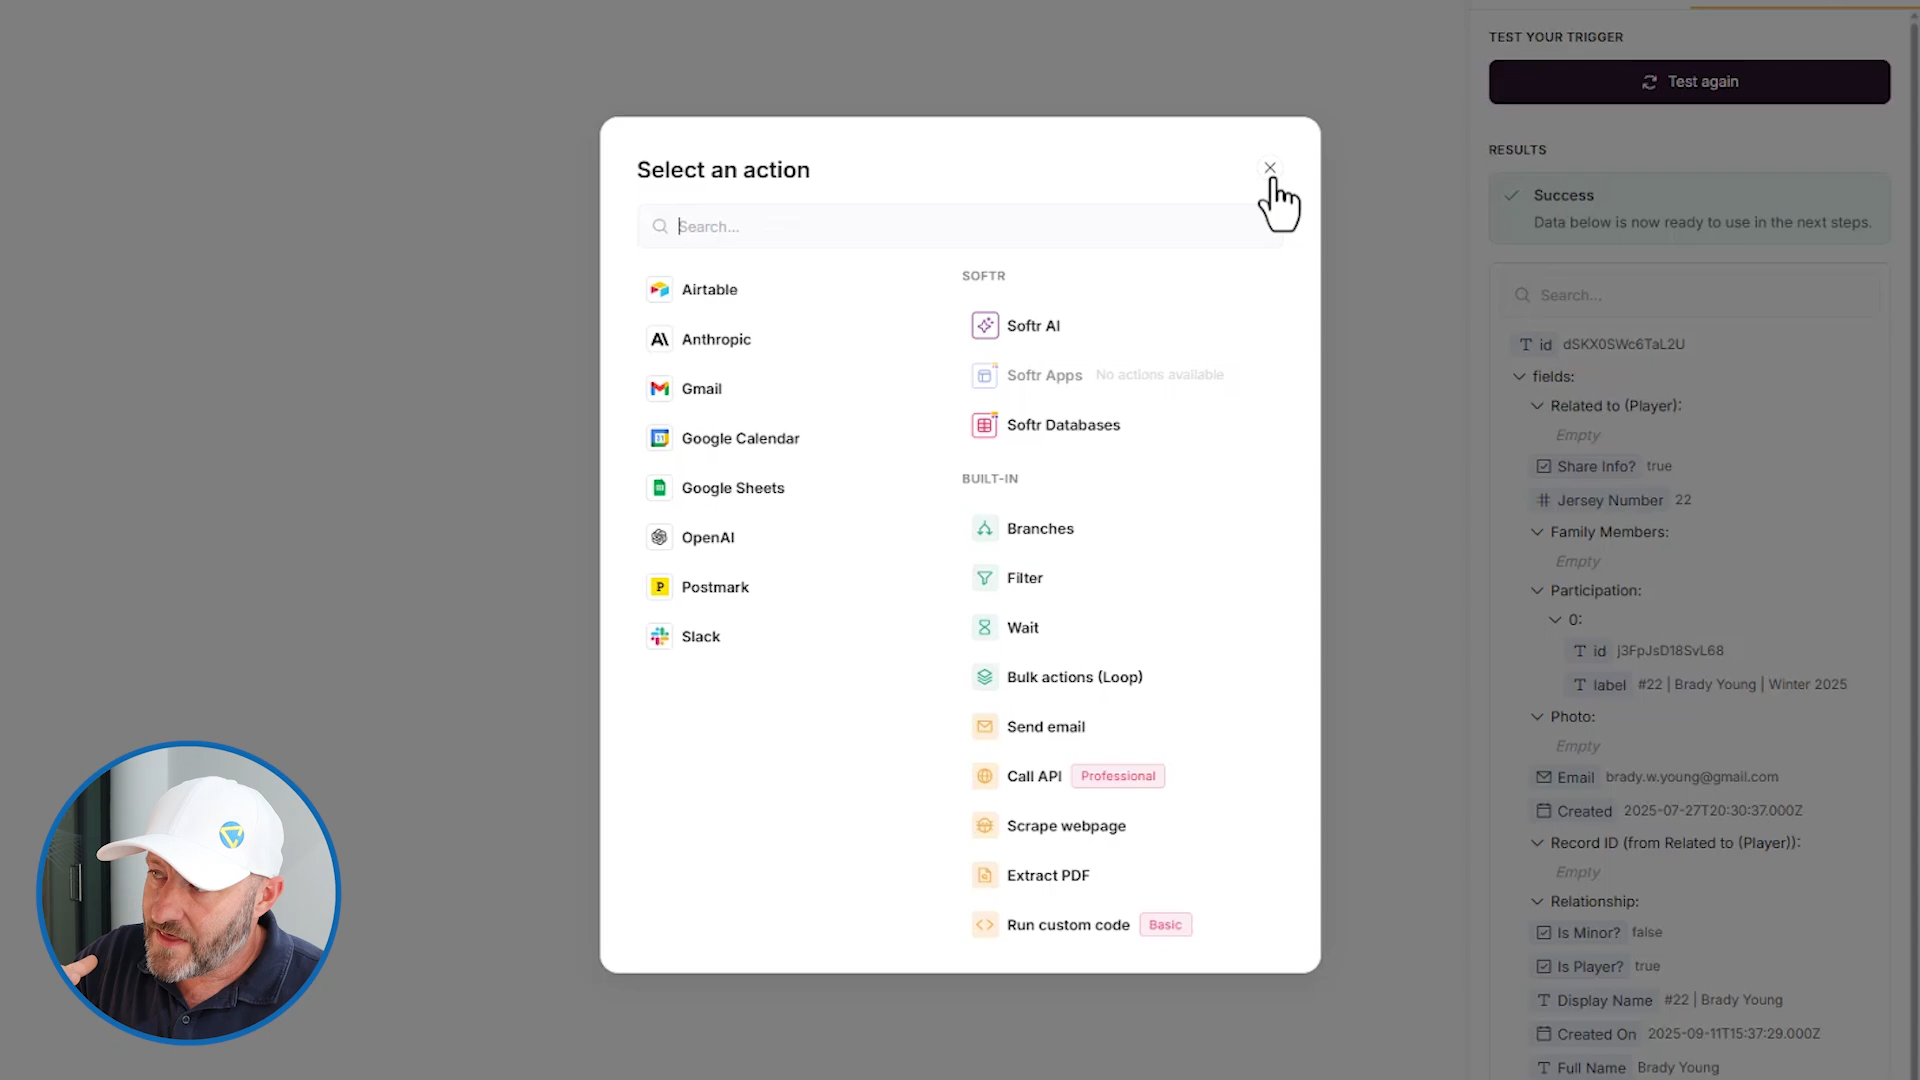 Select an action
Search...
Airtable
Anthropic
Gmail
Google Calendar
Google Sheets
OpenAI
Postmark
Slack
SOFTR
Softr AI
Softr Apps No actions available
Softr Databases
BUILT-IN
Branches
Filter
Wait
Bulk actions (Loop)
Send email
Call API Professional
Scrape webpage
Extract PDF
Run custom code Basic
TEST YOUR TRIGGER
Test again
RESULTS
Success
Data below is now ready to use in the next steps.
Search...
id dSKX0SWc6TaL2U
fields:
Related to (Player):
Empty
Share Info? true
Jersey Number 22
Family Members:
Empty
Participation:
0:
id j3FpJsD18SvL68
label #22 | Brady Young | Winter 2025
Photo:
Empty
Email brady.w.young@gmail.com
Created 2025-07-27T20:30:37.000Z
Record ID (from Related to (Player)):
Empty
Relationship:
Is Minor? false
Is Player? true
Display Name #22 | Brady Young
Created On 2025-09-11T15:37:29.000Z
Full Name Brady Young